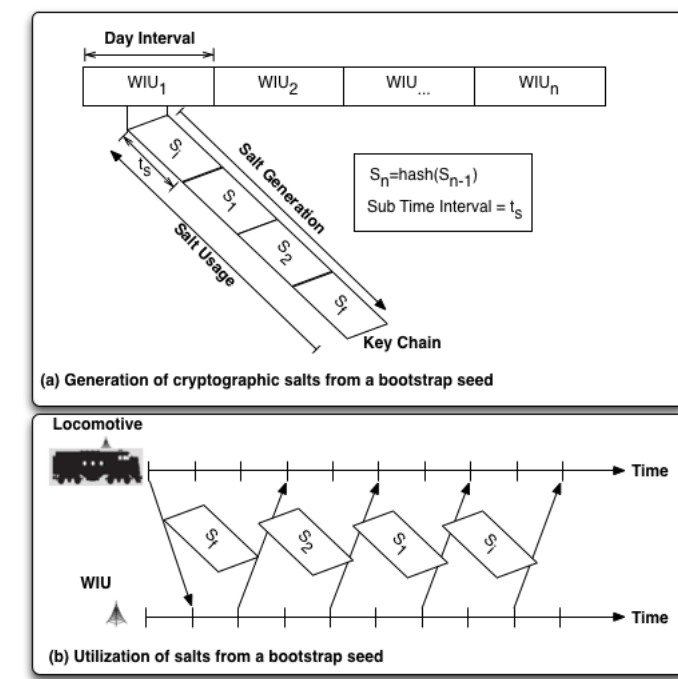 Day Interval
WIU1 WIU2 WIU... WIUn
Si
ts
S1
S2
Sf
Salt Generation
Salt Usage
Sn=hash(Sn-1)
Sub Time Interval = ts
Key Chain
(a) Generation of cryptographic salts from a bootstrap seed
Locomotive
Time
Sf S2 S1 Si
WIU
Time
(b) Utilization of salts from a bootstrap seed